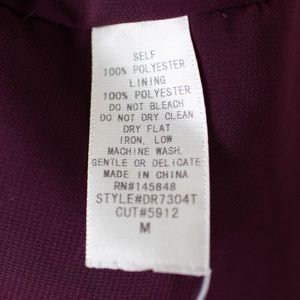 SELF
100% POLYESTER
LINING
100% POLYESTER
DO NOT BLEACH
DO NOT DRY CLEAN
DRY FLAT
IRON, LOW
MACHINE WASH,
GENTLE OR DELICATE
MADE IN CHINA
RN#145848
STYLE#DR7304T
CUT#5912
M